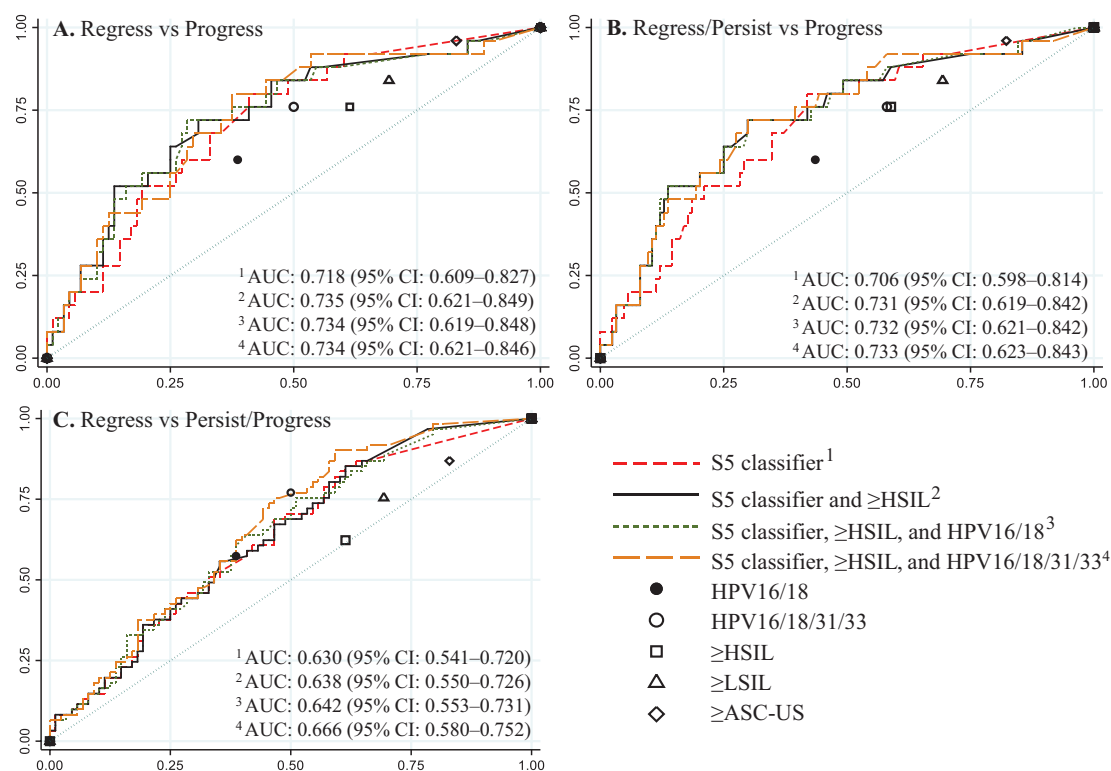 A. Regress vs Progress
1.00
0.75
0.50
0.25
0.00
0.00 0.25 0.50 0.75 1.00
1 AUC: 0.718 (95% CI: 0.609–0.827)
2 AUC: 0.735 (95% CI: 0.621–0.849)
3 AUC: 0.734 (95% CI: 0.619–0.848)
4 AUC: 0.734 (95% CI: 0.621–0.846)
B. Regress/Persist vs Progress
1.00
0.75
0.50
0.25
0.00
0.00 0.25 0.50 0.75 1.00
1 AUC: 0.706 (95% CI: 0.598–0.814)
2 AUC: 0.731 (95% CI: 0.619–0.842)
3 AUC: 0.732 (95% CI: 0.621–0.842)
4 AUC: 0.733 (95% CI: 0.623–0.843)
C. Regress vs Persist/Progress
1.00
0.75
0.50
0.25
0.00
0.00 0.25 0.50 0.75 1.00
1 AUC: 0.630 (95% CI: 0.541–0.720)
2 AUC: 0.638 (95% CI: 0.550–0.726)
3 AUC: 0.642 (95% CI: 0.553–0.731)
4 AUC: 0.666 (95% CI: 0.580–0.752)
S5 classifier1
S5 classifier and ≥HSIL2
S5 classifier, ≥HSIL, and HPV16/183
S5 classifier, ≥HSIL, and HPV16/18/31/334
HPV16/18
HPV16/18/31/33
≥HSIL
≥LSIL
≥ASC-US